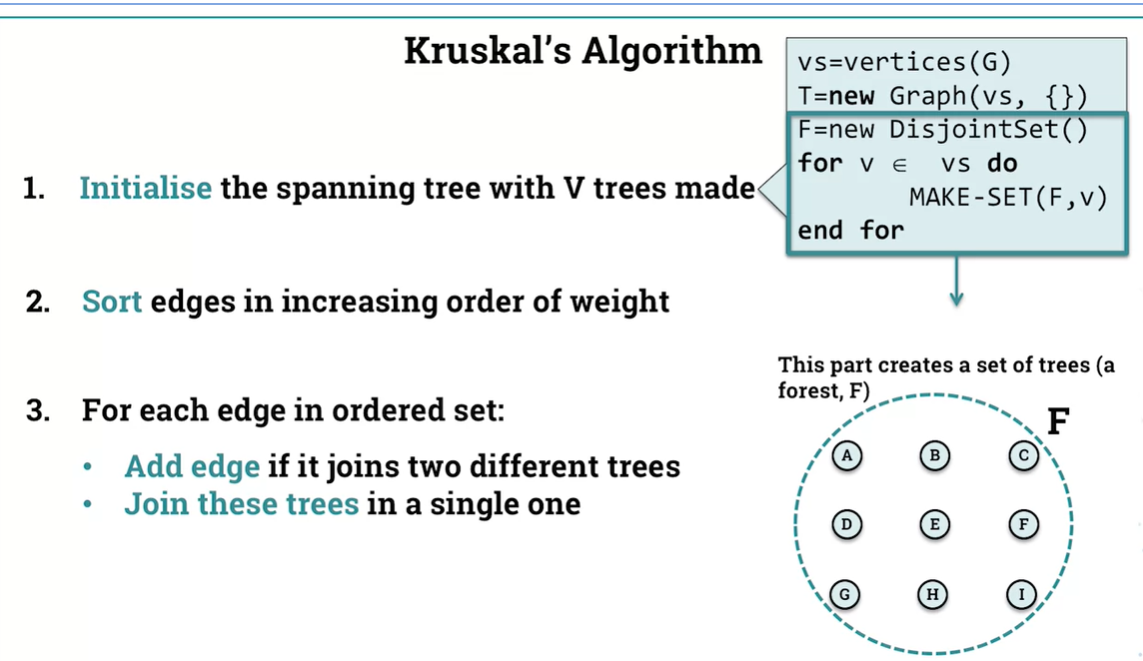 Kruskal's Algorithm
vs=vertices(G)
T=new Graph(vs, {})
F=new DisjointSet()
for v ∈ vs do
MAKE-SET(F,v)
end for
1. Initialise the spanning tree with V trees made
2. Sort edges in increasing order of weight
3. For each edge in ordered set:
• Add edge if it joins two different trees
• Join these trees in a single one
This part creates a set of trees (a
forest, F)
F
A B C
D E F
G H I